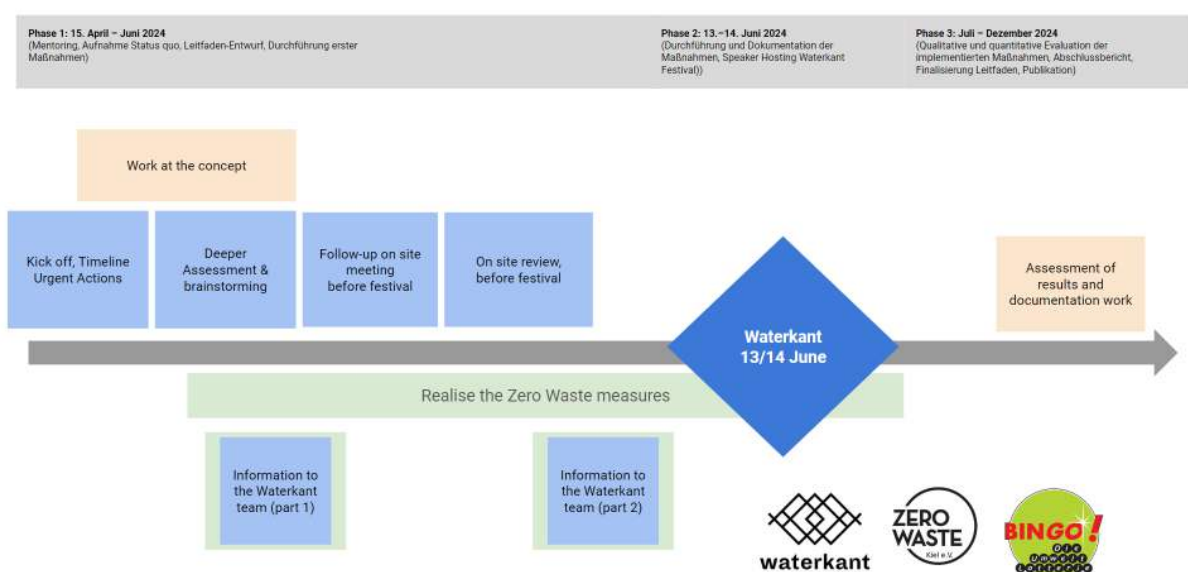 Phase 1: 15. April – Juni 2024
(Mentoring, Aufnahme Status quo, Leitfaden-Entwurf, Durchführung erster
Maßnahmen)
Phase 2: 13.–14. Juni 2024
(Durchführung und Dokumentation der
Maßnahmen, Speaker Hosting Waterkant
Festival))
Phase 3: Juli – Dezember 2024
(Qualitative und quantitative Evaluation der
implementierten Maßnahmen, Abschlussbericht,
Finalisierung Leitfaden, Publikation)
Work at the concept
Kick off, Timeline
Urgent Actions
Deeper
Assessment &
brainstorming
Follow-up on site
meeting
before festival
On site review,
before festival
Assessment of
results and
documentation work
Waterkant
13/14 June
Realise the Zero Waste measures
Information to
the Waterkant
team (part 1)
Information to
the Waterkant
team (part 2)
waterkant
ZERO
WASTE
Kiel e.V.
BINGO!
Die
Umwelt
Lotterie